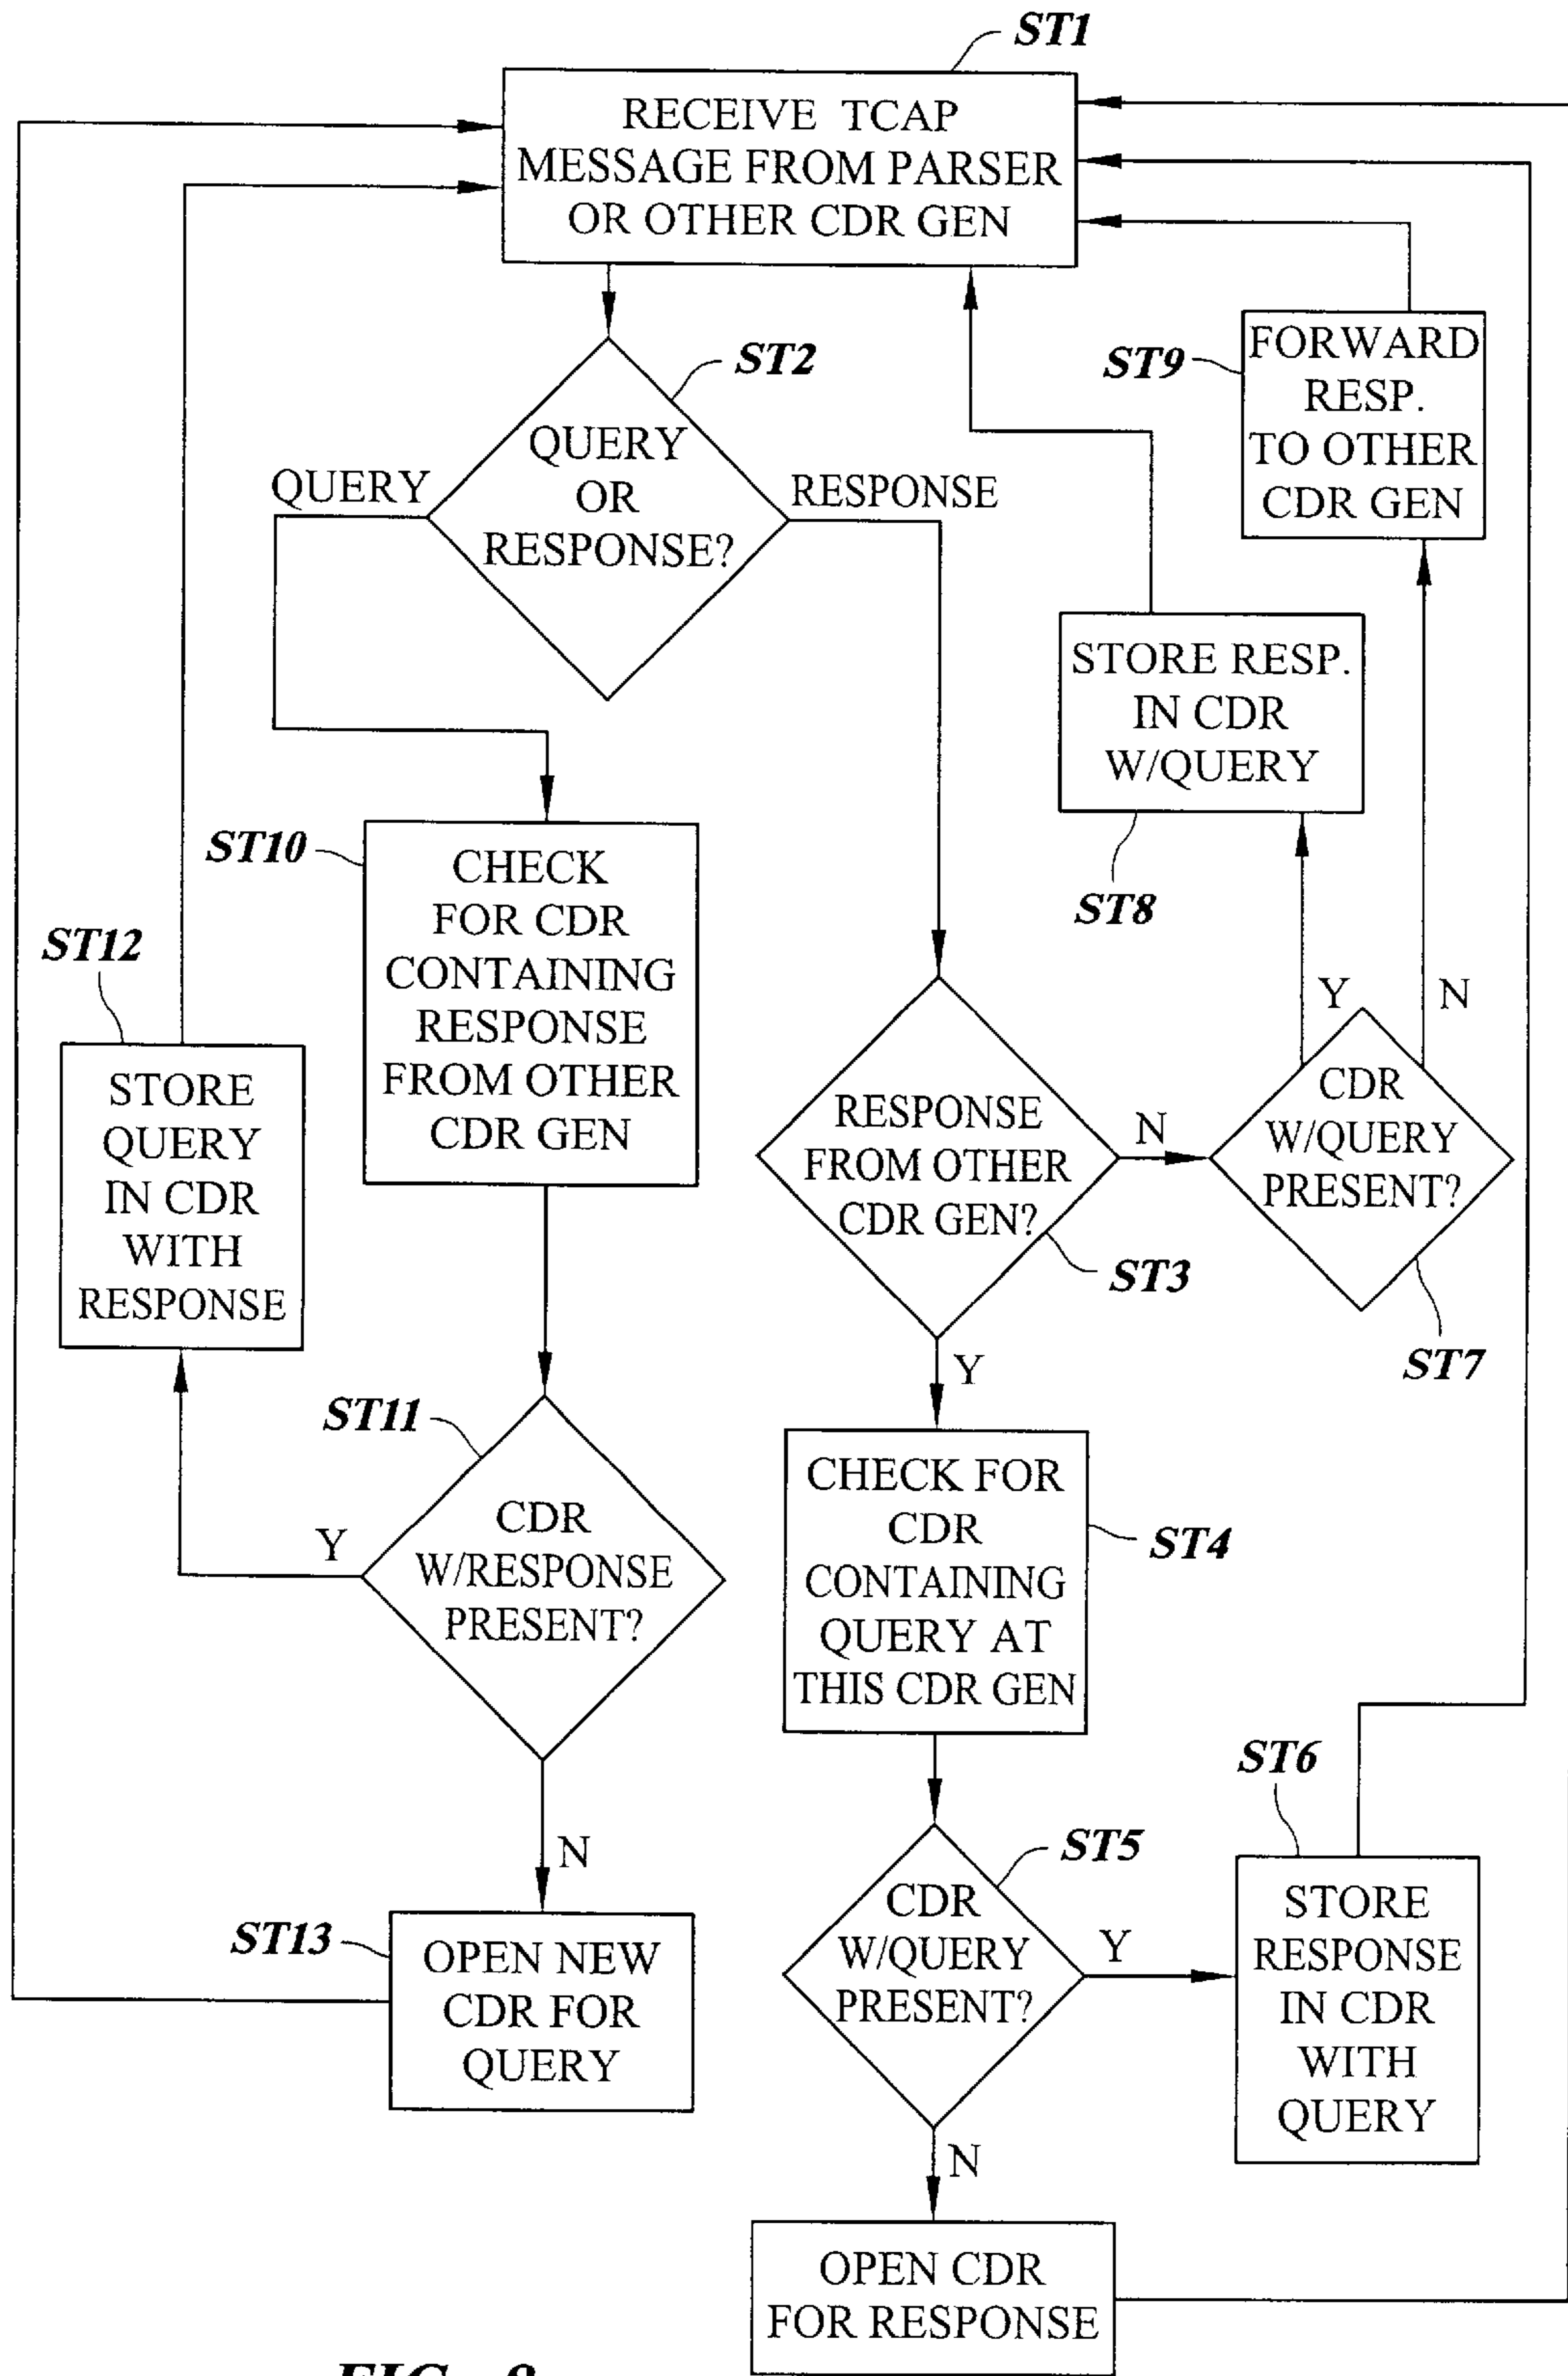 ST1
RECEIVE TCAP
MESSAGE FROM PARSER
OR OTHER CDR GEN
ST2
QUERY
OR
RESPONSE?
QUERY
RESPONSE
ST9
FORWARD
RESP.
TO OTHER
CDR GEN
STORE RESP.
IN CDR
W/QUERY
ST8
ST10
CHECK
FOR CDR
CONTAINING
RESPONSE
FROM OTHER
CDR GEN
ST12
STORE
QUERY
IN CDR
WITH
RESPONSE
RESPONSE
FROM OTHER
CDR GEN?
ST3
N
Y
Y
N
CDR
W/QUERY
PRESENT?
ST7
ST11
CDR
W/RESPONSE
PRESENT?
Y
N
CHECK FOR
CDR
CONTAINING
QUERY AT
THIS CDR GEN
ST4
ST13
OPEN NEW
CDR FOR
QUERY
ST5
CDR
W/QUERY
PRESENT?
Y
N
ST6
STORE
RESPONSE
IN CDR
WITH
QUERY
OPEN CDR
FOR RESPONSE